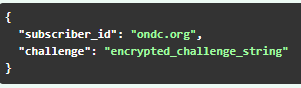 {
  "subscriber_id": "ondc.org",
  "challenge": "encrypted_challenge_string"
}